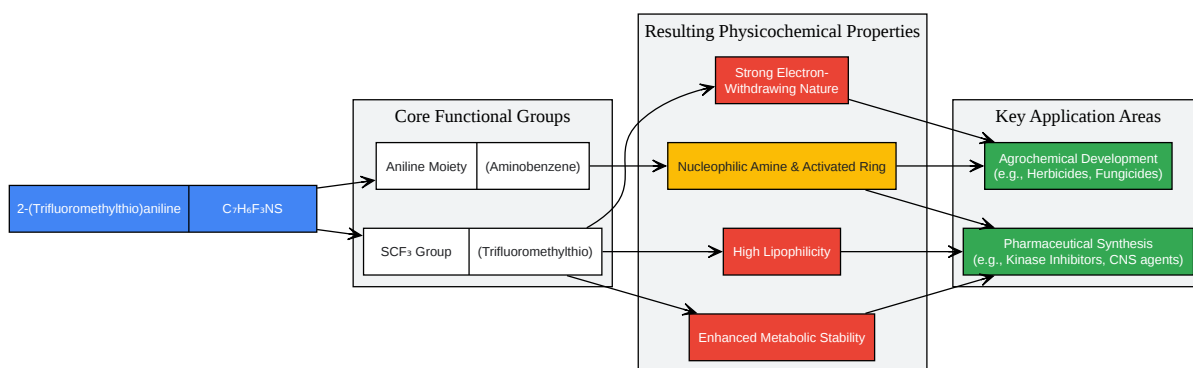 2-(Trifluoromethylthio)aniline
C₇H₆F₃NS
Core Functional Groups
Aniline Moiety
(Aminobenzene)
SCF₃ Group
(Trifluoromethylthio)
Resulting Physicochemical Properties
Strong Electron-
Withdrawing Nature
Nucleophilic Amine & Activated Ring
High Lipophilicity
Enhanced Metabolic Stability
Key Application Areas
Agrochemical Development
(e.g., Herbicides, Fungicides)
Pharmaceutical Synthesis
(e.g., Kinase Inhibitors, CNS agents)